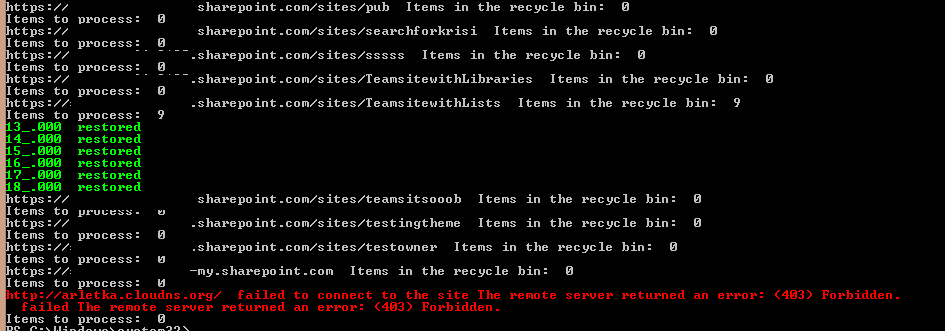 https:// sharepoint.com/sites/pub Items in the recycle bin: 0
Items to process: 0
https:// sharepoint.com/sites/searchforkrisi Items in the recycle bin: 0
Items to process: 0
https:// .sharepoint.com/sites/sssss Items in the recycle bin: 0
Items to process: 0
https:// .sharepoint.com/sites/TeamsitewithLibraries Items in the recycle bin: 0
Items to process: 0
https: .sharepoint.com/sites/TeamsitewithLists Items in the recycle bin: 9
Items to process: 9
13_.000 restored
14_.000 restored
15_.000 restored
16_.000 restored
17_.000 restored
18_.000 restored
https:// sharepoint.com/sites/teamsitsooob Items in the recycle bin: 0
Items to process: 0
https:// .sharepoint.com/sites/testingtheme Items in the recycle bin: 0
Items to process: 0
https:// .sharepoint.com/sites/testowner Items in the recycle bin: 0
Items to process: 0
https:// -my.sharepoint.com Items in the recycle bin: 0
Items to process: 0
http://arletka.cloudns.org/ failed to connect to the site The remote server returned an error: (403) Forbidden.
failed The remote server returned an error: (403) Forbidden.
Items to process: 0
PS C:\Windows\system32>